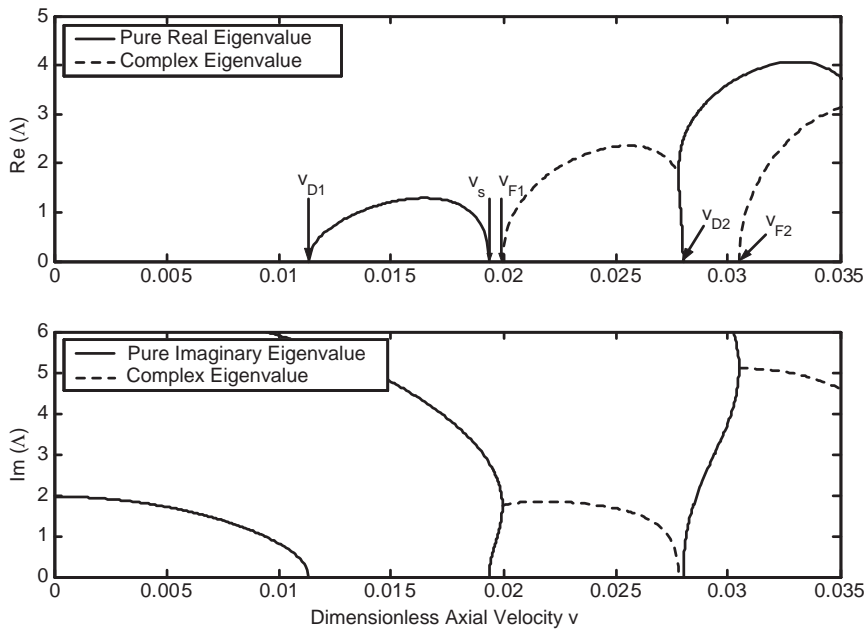 5
4
3
2
1
0
Re (Λ)
Pure Real Eigenvalue
Complex Eigenvalue
v_D1
v_s
v_F1
v_D2
v_F2
0 0.005 0.01 0.015 0.02 0.025 0.03 0.035
6
5
4
3
2
1
0
Im (Λ)
Pure Imaginary Eigenvalue
Complex Eigenvalue
0 0.005 0.01 0.015 0.02 0.025 0.03 0.035
Dimensionless Axial Velocity v